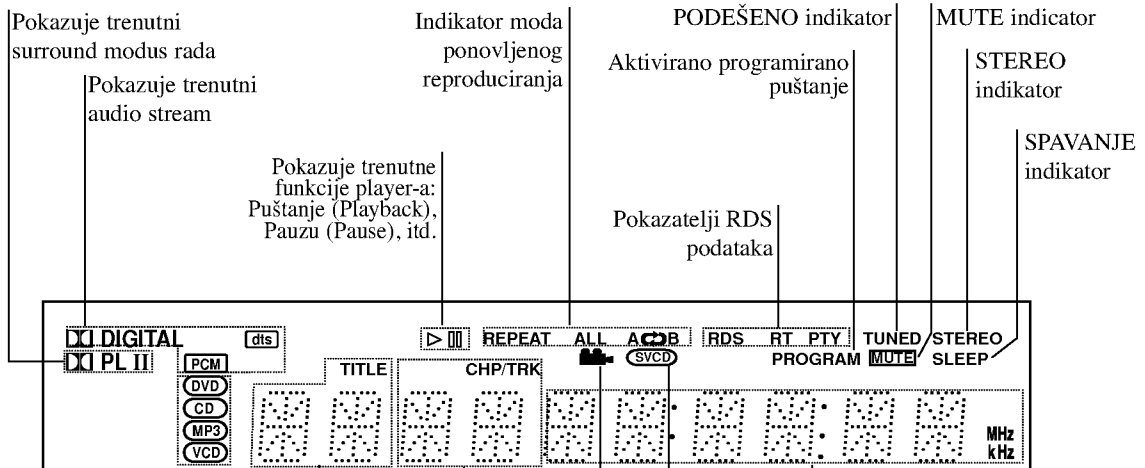 Pokazuje trenutni
surround modus rada
Pokazuje trenutni
audio stream
Indikator moda
ponovljenog
reproduciranja
Pokazuje trenutne
funkcije player-a:
Puštanje (Playback),
Pauzu (Pause), itd.
PODEŠENO indikator
Aktivirano programirano
puštanje
Pokazatelji RDS
podataka
MUTE indicator
STEREO
indikator
SPAVANJE
indikator
DIGITAL dts REPEAT ALL A B RDS RT PTY TUNED STEREO
PL II PCM SVCD PROGRAM MUTE SLEEP
TITLE CHP/TRK
DVD
CD
MP3
VCD
MHz
kHz